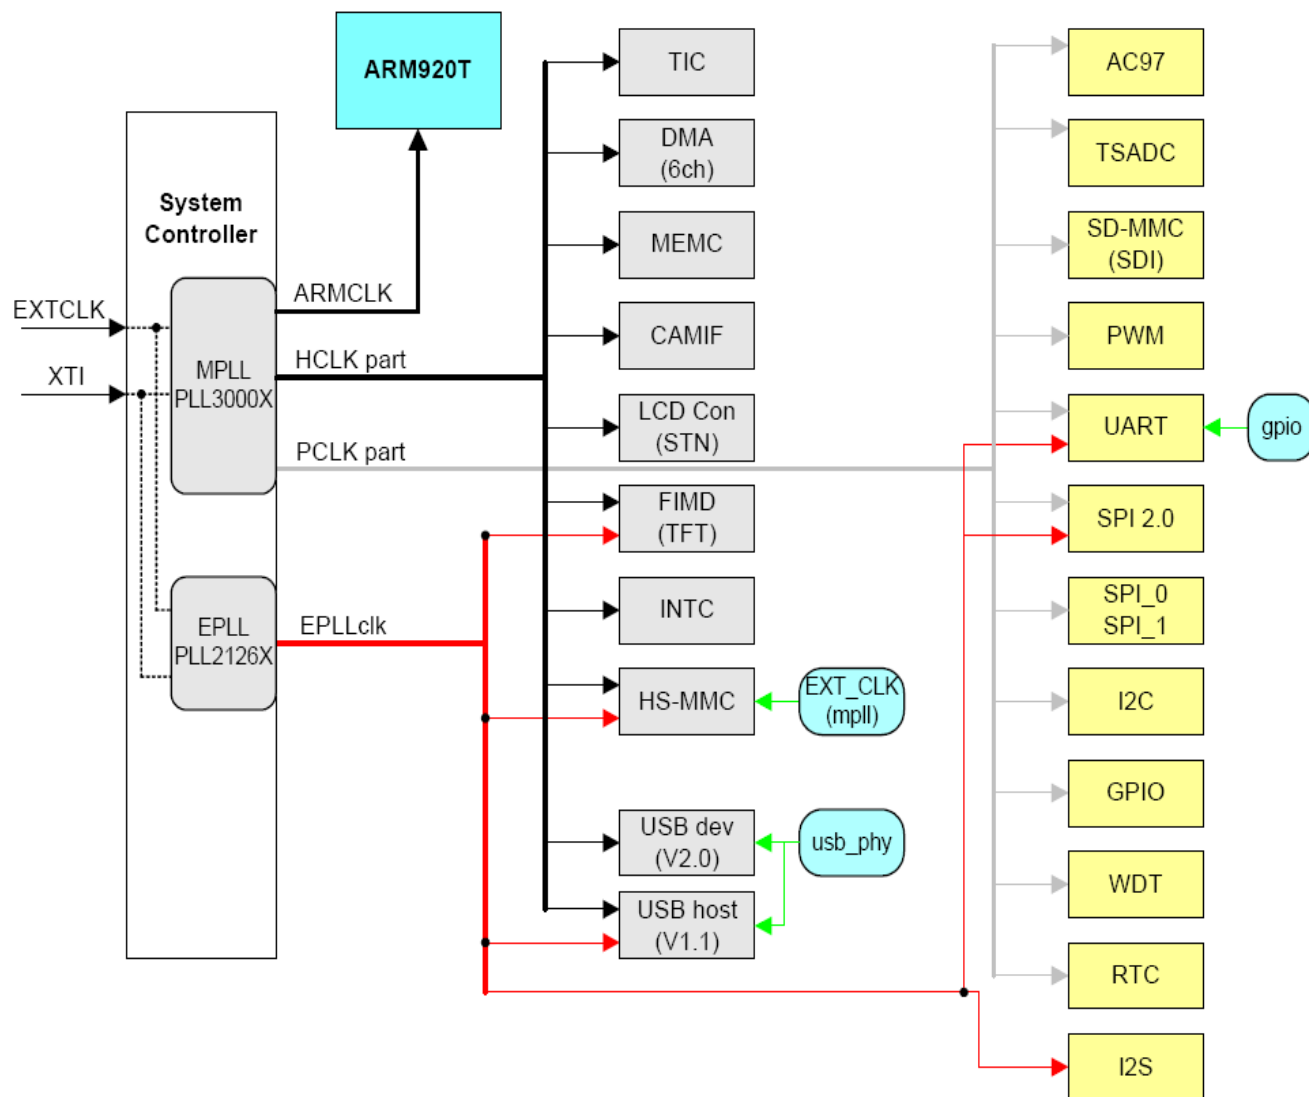 ARM920T
System
Controller
EXTCLK
XTI
MPLL
PLL3000X
EPLL
PLL2126X
ARMCLK
HCLK part
PCLK part
EPLLclk
TIC
DMA
(6ch)
MEMC
CAMIF
LCD Con
(STN)
FIMD
(TFT)
INTC
HS-MMC
USB dev
(V2.0)
USB host
(V1.1)
EXT_CLK
(mpll)
usb_phy
AC97
TSADC
SD-MMC
(SDI)
PWM
UART
gpio
SPI 2.0
SPI_0
SPI_1
I2C
GPIO
WDT
RTC
I2S